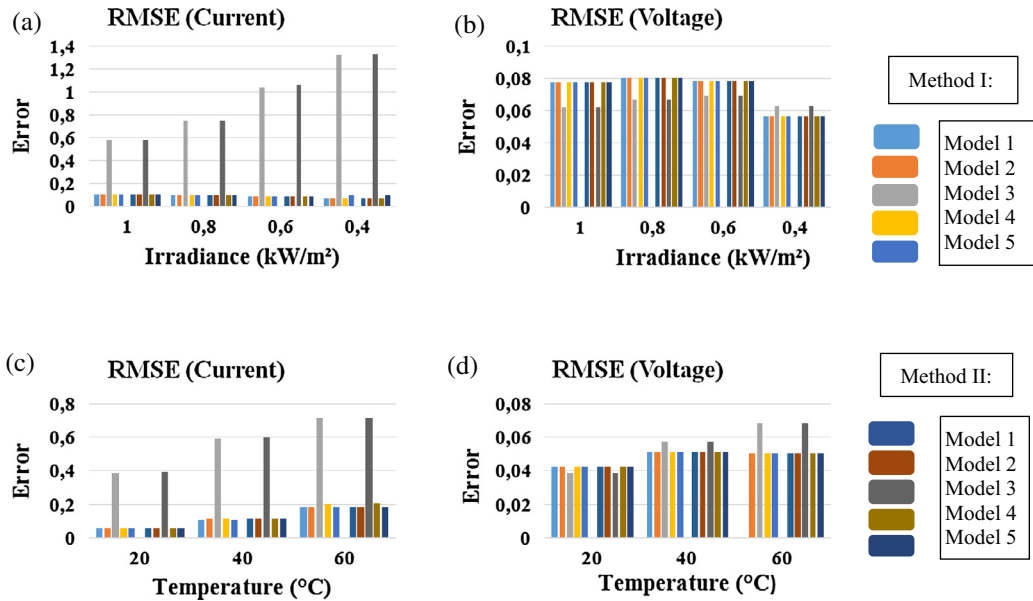 (a)
RMSE (Current)
1,4
1,2
1
0,8
0,6
0,4
0,2
0
Error
1
0,8
0,6
0,4
Irradiance (kW/m²)
(b)
RMSE (Voltage)
0,1
0,08
0,06
0,04
0,02
0
Error
1
0,8
0,6
0,4
Irradiance (kW/m²)
Method I:
Model 1
Model 2
Model 3
Model 4
Model 5
(c)
RMSE (Current)
0,8
0,6
0,4
0,2
0
Error
20
40
60
Temperature (°C)
(d)
RMSE (Voltage)
0,08
0,06
0,04
0,02
0
Error
20
40
60
Temperature (°C)
Method II:
Model 1
Model 2
Model 3
Model 4
Model 5